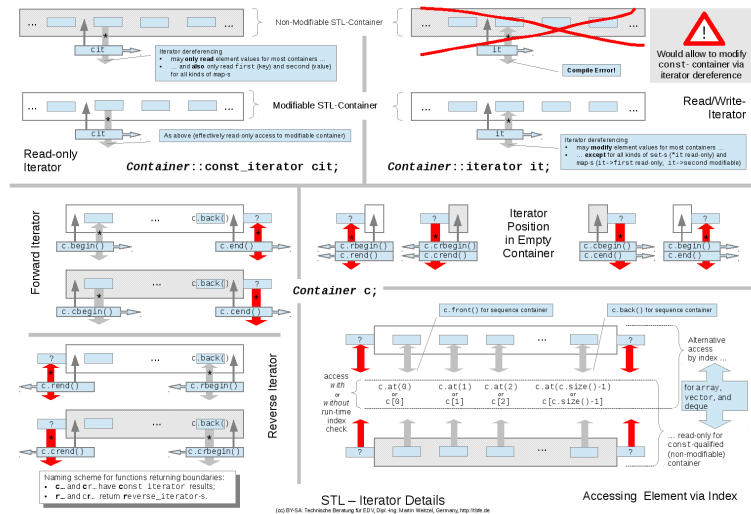 ...
...
Non-Modifiable STL-Container
...
...
*
cit
*
it
!
Would allow to modify
const- container via
iterator dereference
Iterator dereferencing
• may only read element values for most containers ...
• ... and also only read first (key) and second (value)
for all kinds of map-s
Compile Error!
...
...
Modifiable STL-Container
...
...
*
cit
*
it
Read/Write-
Iterator
As above (effectively read-only access to modifiable container)
Iterator dereferencing
• may modify element values for most containers ...
• ... except for all kinds of set-s (*it read-only) and
map-s (it->first read-only, it->second modifiable)
Read-only
Iterator
Container::const_iterator cit;
Container::iterator it;
Forward Iterator
...
c.back()
?
*
*
c.begin()
c.end()
...
c.back()
?
*
*
c.cbegin()
c.cend()
?
*
c.rbegin()
c.rend()
?
*
c.crbegin()
c.crend()
Iterator
Position
in Empty
Container
?
*
c.cbegin()
c.cend()
?
*
c.begin()
c.end()
Container c;
Reverse Iterator
?
...
c.back()
*
*
c.rend()
c.rbegin()
?
...
c.back()
*
*
c.crend()
c.crbegin()
Naming scheme for functions returning boundaries:
• c… and cr… have const iterator results;
• r… and cr… return reverse_iterator-s.
c.front() for sequence container
c.back() for sequence container
?
...
?
access
with
or
without
run-time
index
check
c.at(0)
or
c[0]
c.at(1)
or
c[1]
c.at(2)
or
c[2]
c.at(c.size()-1)
or
c[c.size()-1]
?
...
?
Alternative
access
by index ...
for array,
vector, and
deque
... read-only for
const-qualified
(non-modifiable)
container
STL – Iterator Details
Accessing Element via Index
(cc) BY-SA: Technische Beratung für EDV, Dipl.-Ing. Martin Weitzel, Germany, http://tbfe.de